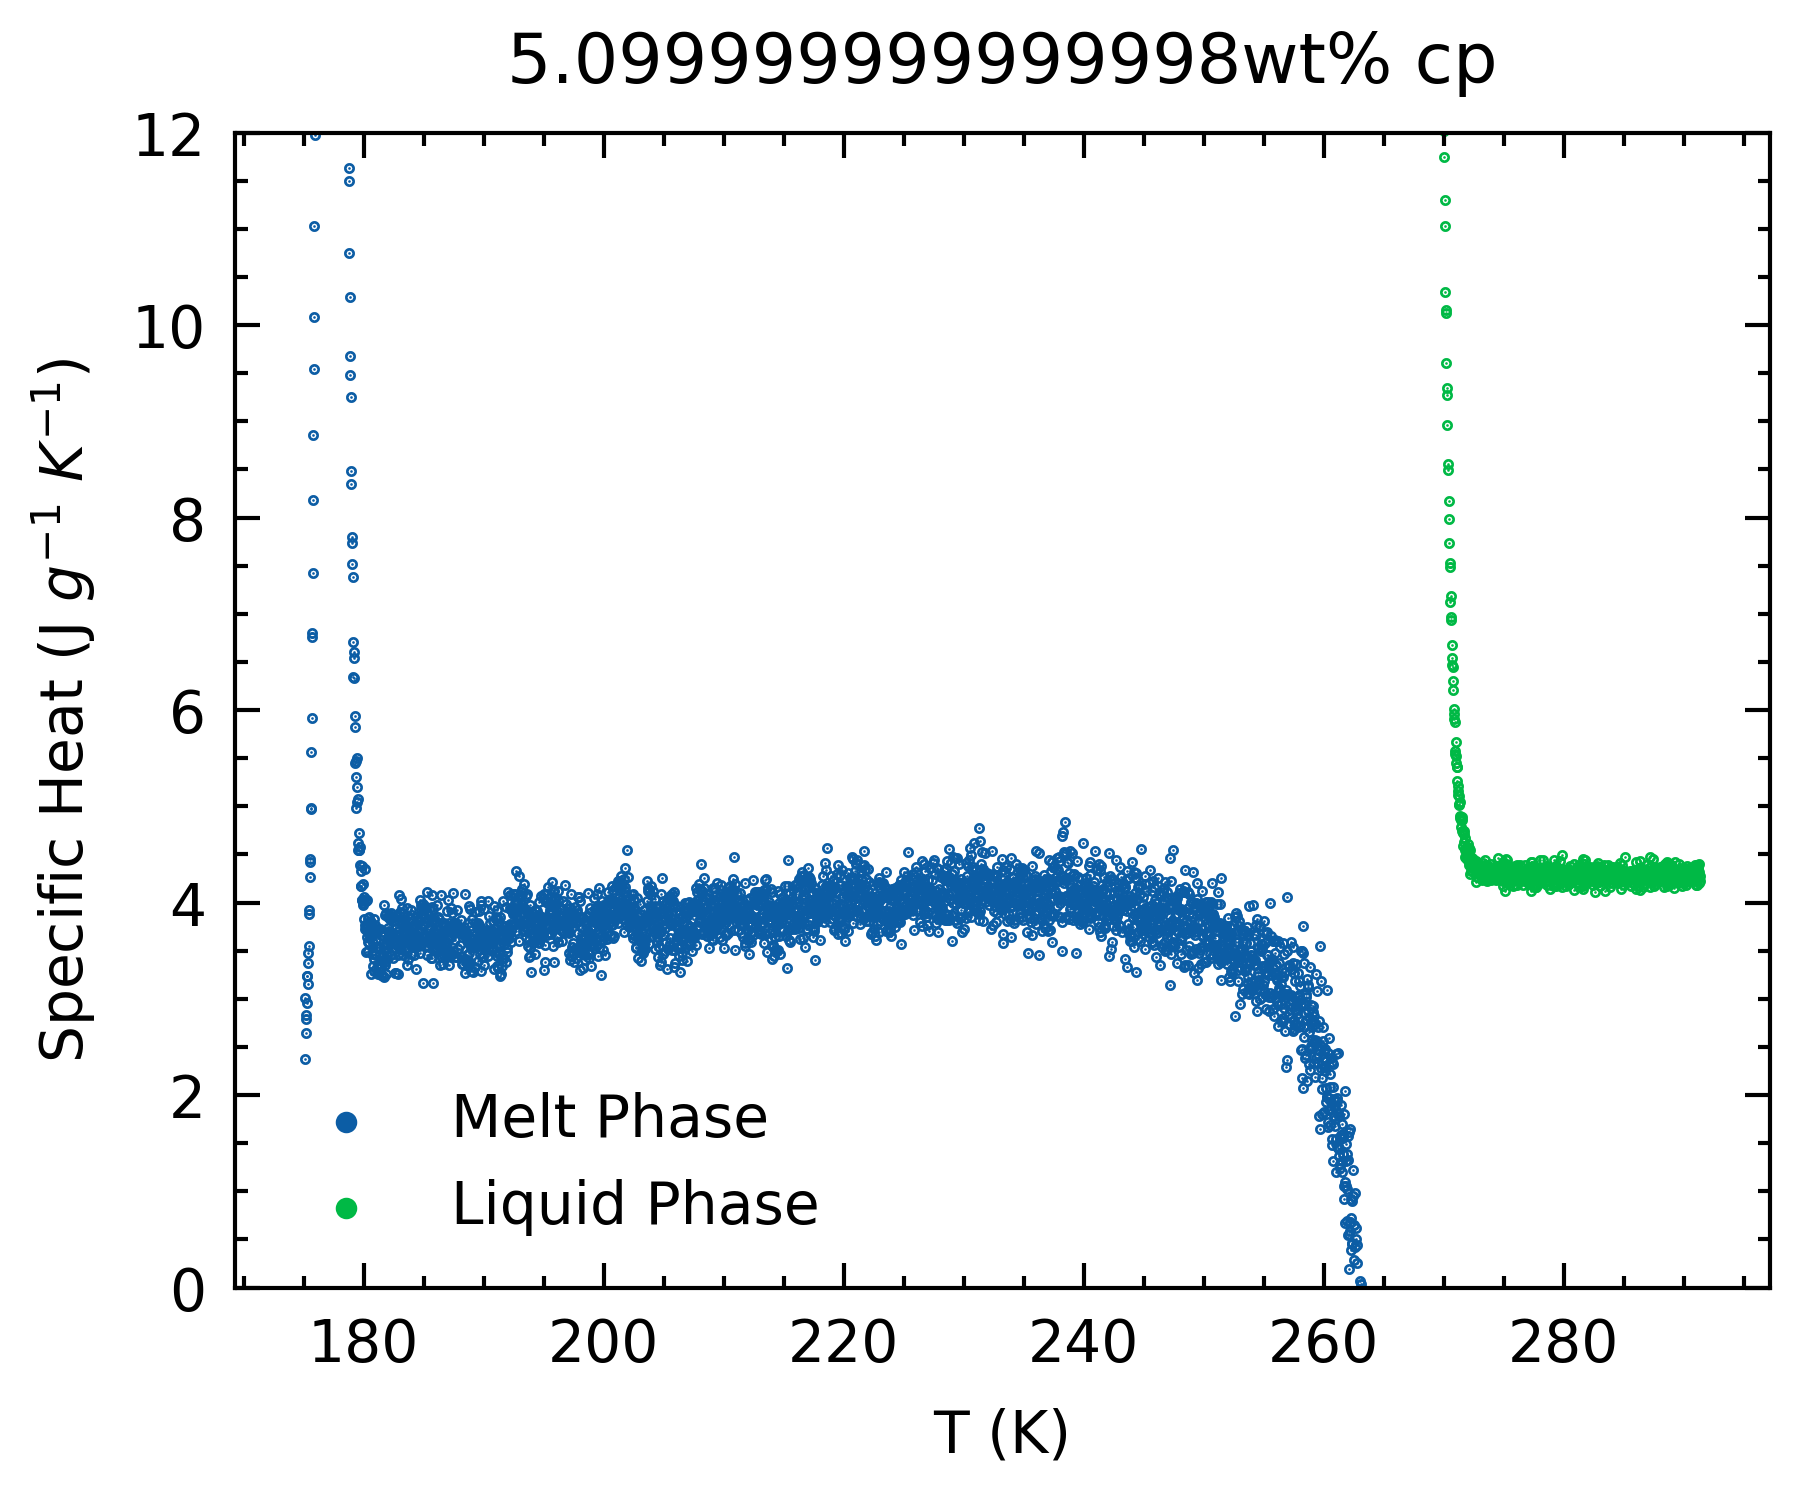 5.099999999999998wt% cp
12
10
8
6
4
2
0
Specific Heat (J g⁻¹ K⁻¹)
Melt Phase
Liquid Phase
180 200 220 240 260 280
T (K)